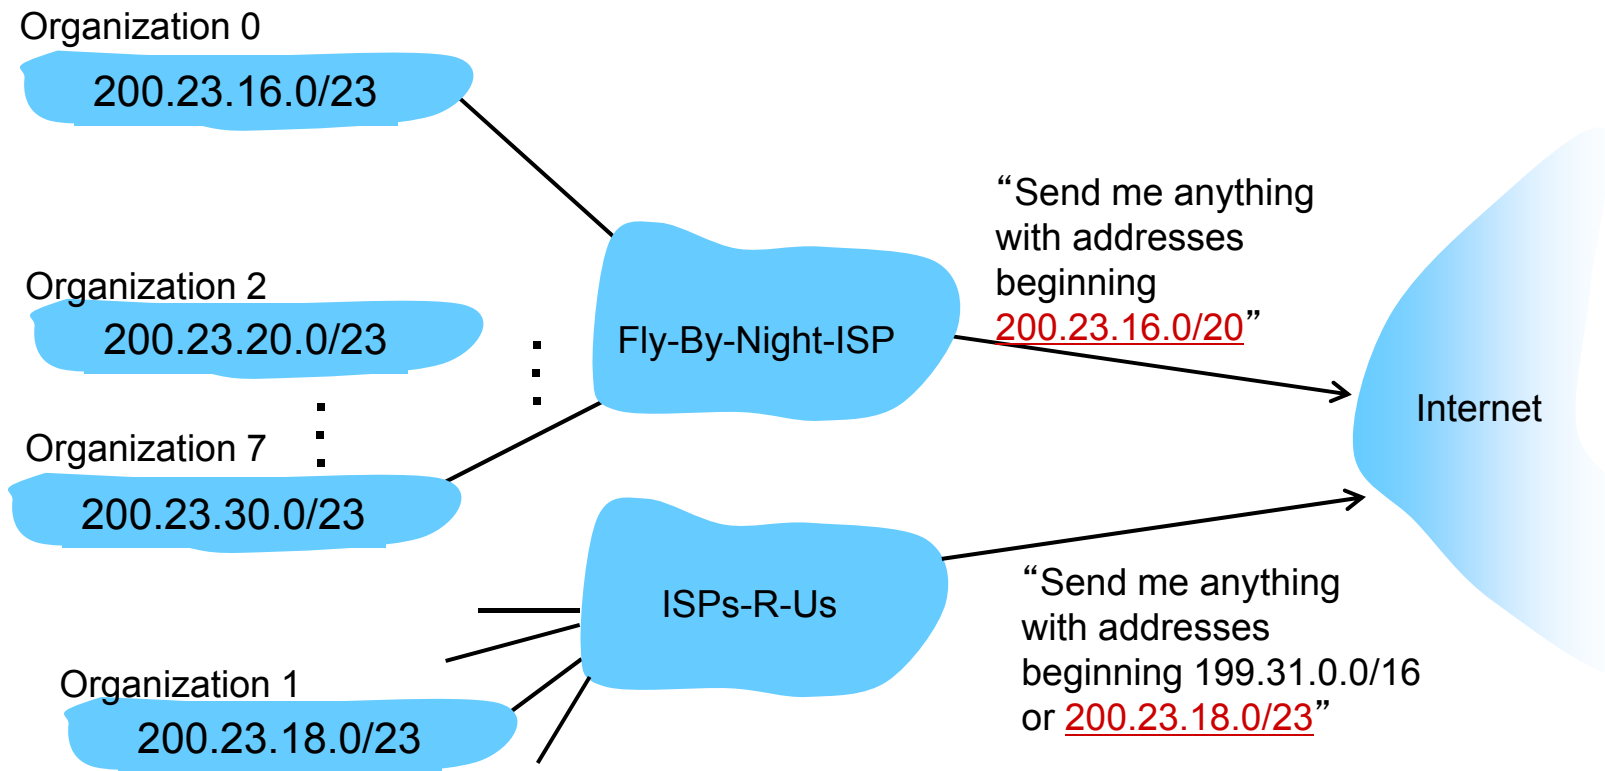 Organization 0
200.23.16.0/23
Organization 2
200.23.20.0/23
Organization 7
200.23.30.0/23
Fly-By-Night-ISP
“Send me anything
with addresses
beginning
200.23.16.0/20”
Internet
ISPs-R-Us
Organization 1
200.23.18.0/23
“Send me anything
with addresses
beginning 199.31.0.0/16
or 200.23.18.0/23”